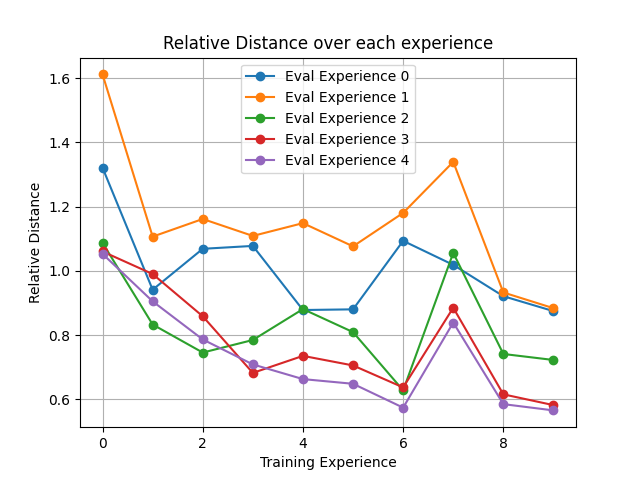 Relative Distance over each experience
Eval Experience 0
Eval Experience 1
Eval Experience 2
Eval Experience 3
Eval Experience 4
Relative Distance
1.6
1.4
1.2
1.0
0.8
0.6
0 2 4 6 8
Training Experience